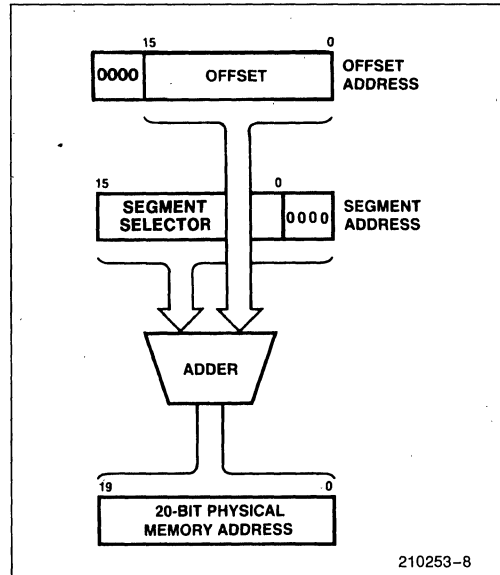 15 0
0000 OFFSET OFFSET
ADDRESS
15 0
SEGMENT
SELECTOR 0000 SEGMENT
ADDRESS
ADDER
19 0
20-BIT PHYSICAL
MEMORY ADDRESS
210253-8